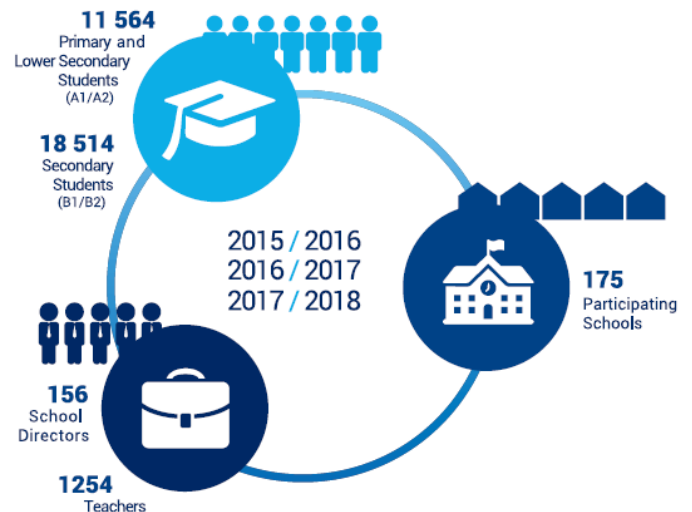 11 564
Primary and
Lower Secondary
Students
(A1/A2)
18 514
Secondary
Students
(B1/B2)
2015 / 2016
2016 / 2017
2017 / 2018
175
Participating
Schools
156
School
Directors
1254
Teachers